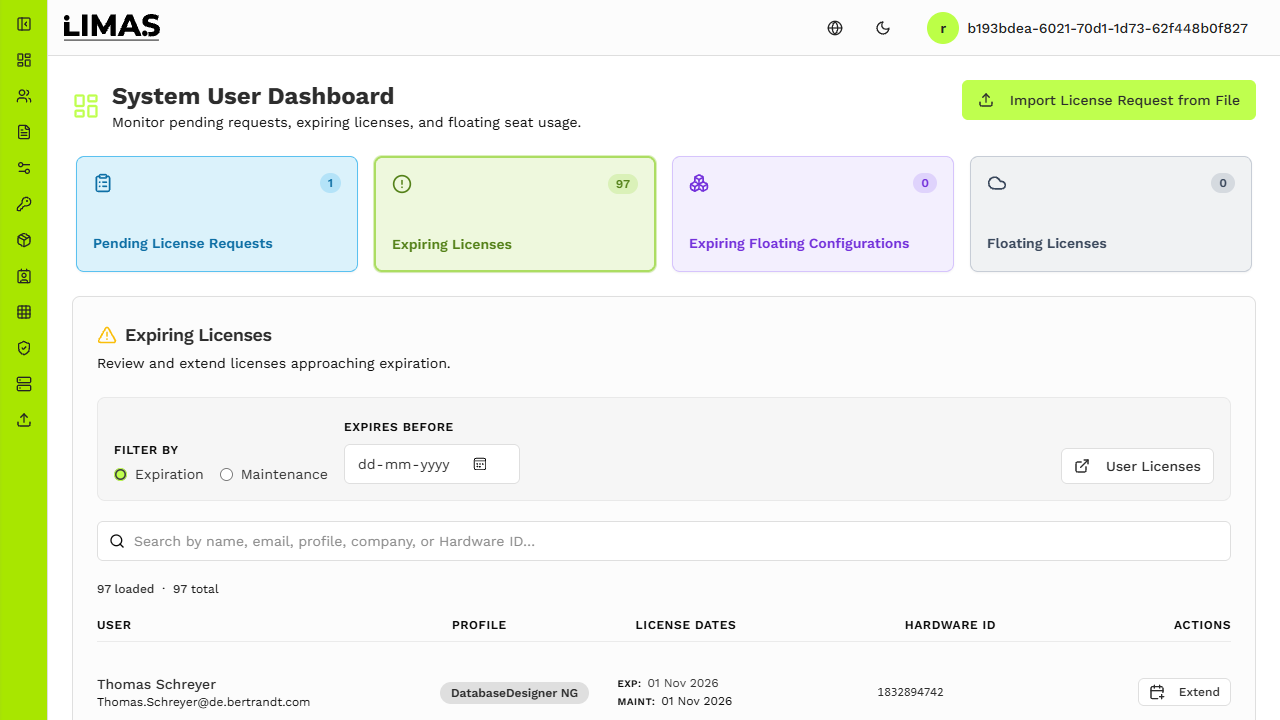 LIMAS
r
b193bdea-6021-70d1-1d73-62f448b0f827
System User Dashboard
Monitor pending requests, expiring licenses, and floating seat usage.
Import License Request from File
1
Pending License Requests
97
Expiring Licenses
0
Expiring Floating Configurations
0
Floating Licenses
Expiring Licenses
Review and extend licenses approaching expiration.
FILTER BY
Expiration
Maintenance
EXPIRES BEFORE
dd-mm-yyyy
User Licenses
Search by name, email, profile, company, or Hardware ID...
97 loaded · 97 total
USER PROFILE LICENSE DATES HARDWARE ID ACTIONS
Thomas Schreyer
Thomas.Schreyer@de.bertrandt.com
DatabaseDesigner NG
EXP: 01 Nov 2026
MAINT: 01 Nov 2026
1832894742
Extend